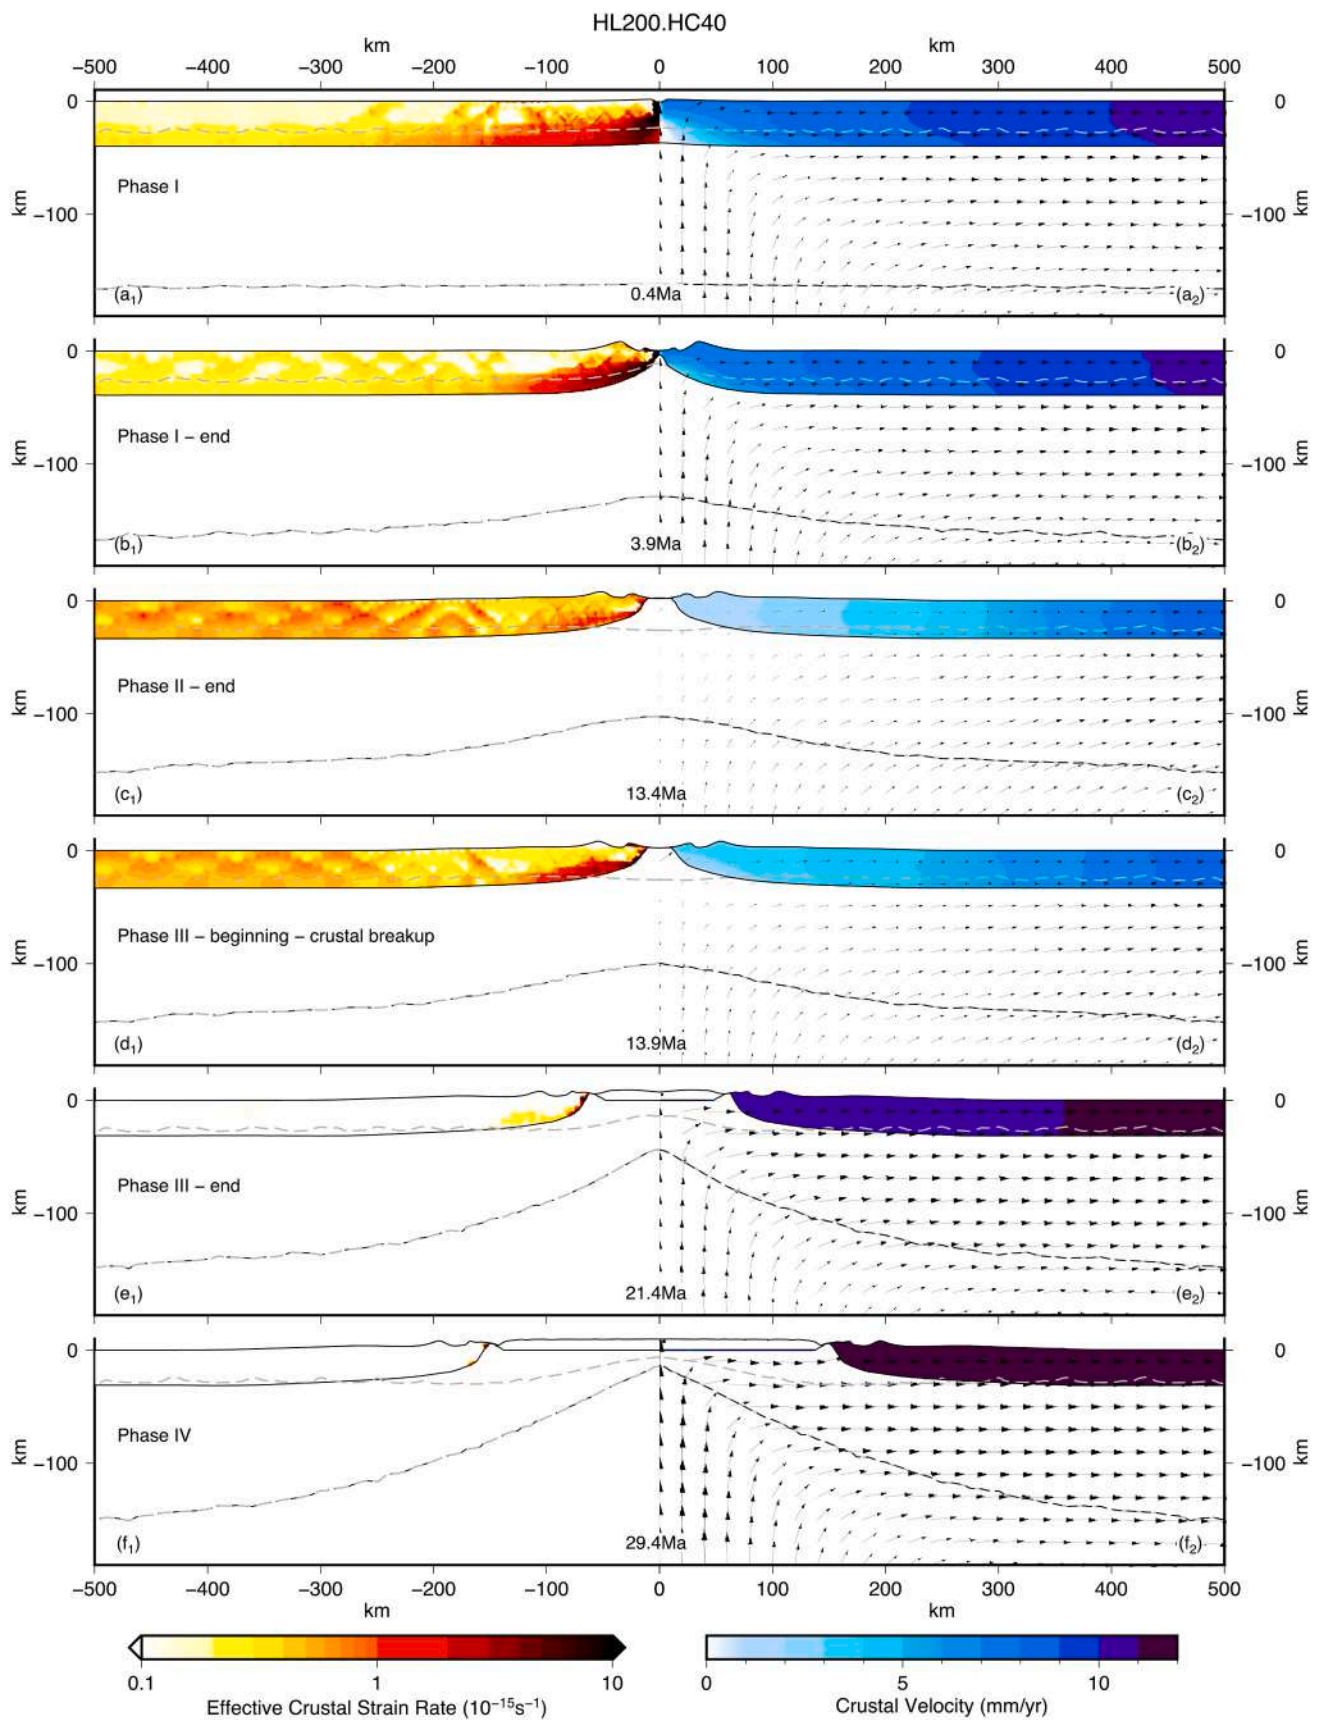 HL200.HC40
km km
−500 −400 −300 −200 −100 0 100 200 300 400 500
0 0
Phase I
km −100 −100 km
(a1) 0.4Ma (a2)
0 0
Phase I − end
km −100 −100 km
(b1) 3.9Ma (b2)
0 0
Phase II − end
km −100 −100 km
(c1) 13.4Ma (c2)
0 0
Phase III − beginning − crustal breakup
km −100 −100 km
(d1) 13.9Ma (d2)
0 0
Phase III − end
km −100 −100 km
(e1) 21.4Ma (e2)
0 0
Phase IV
km −100 −100 km
(f1) 29.4Ma (f2)
−500 −400 −300 −200 −100 0 100 200 300 400 500
km km
0.1 1 10 0 5 10
Effective Crustal Strain Rate (10−15s−1) Crustal Velocity (mm/yr)